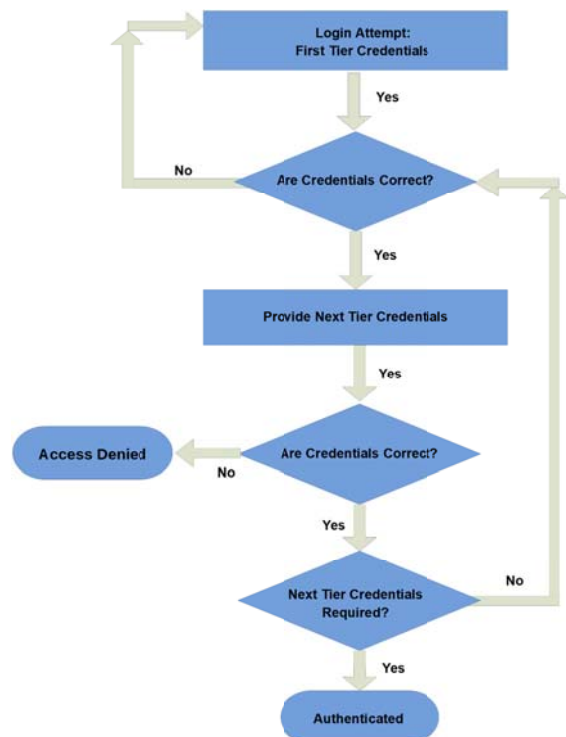 Login Attempt:
First Tier Credentials
Yes
No
Are Credentials Correct?
Yes
Provide Next Tier Credentials
Yes
Access Denied
Are Credentials Correct?
No
Yes
Next Tier Credentials
Required?
No
Yes
Authenticated